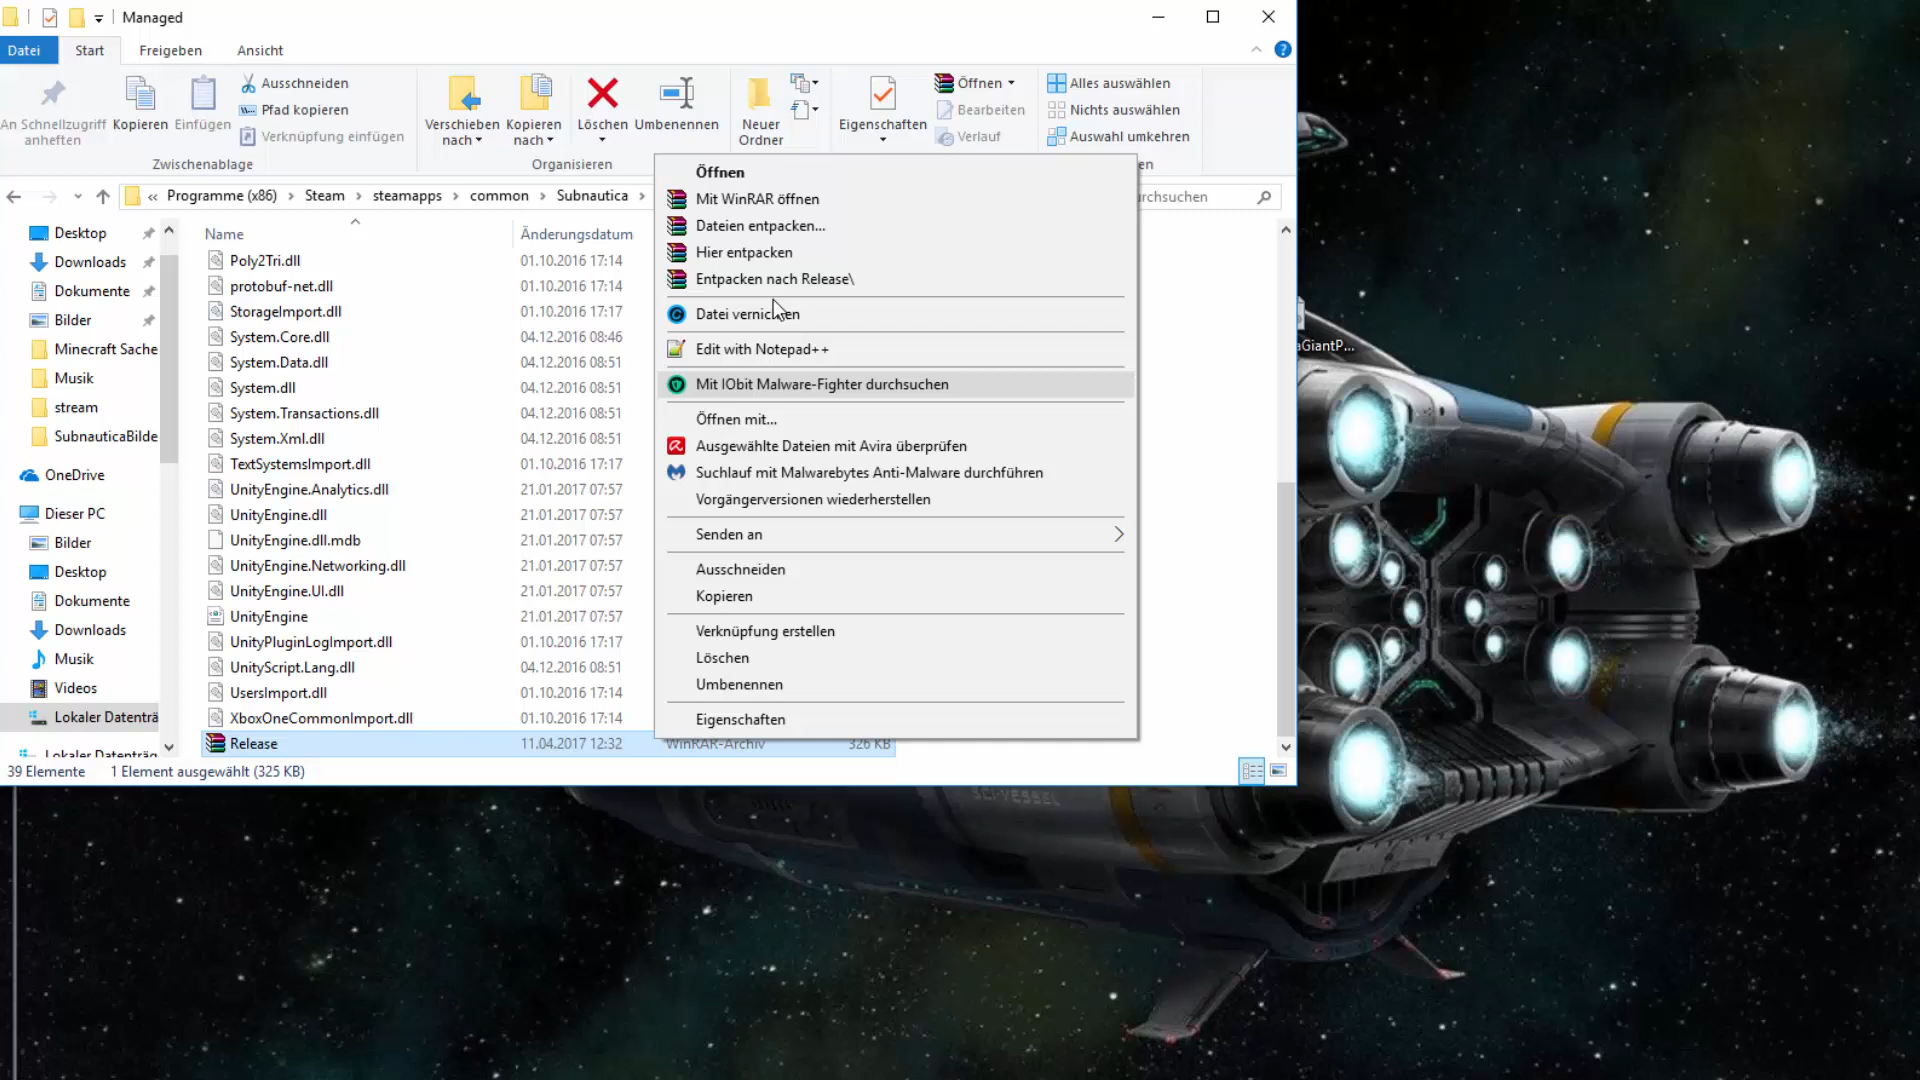 Managed
Datei Start Freigeben Ansicht
An Schnellzugriff anheften
Kopieren
Einfügen
Ausschneiden
Pfad kopieren
Verknüpfung einfügen
Zwischenablage
Verschieben nach
Kopieren nach
Löschen
Umbenennen
Organisieren
Neuer Ordner
Eigenschaften
Öffnen
Bearbeiten
Verlauf
Alles auswählen
Nichts auswählen
Auswahl umkehren
en
« Programme (x86) › Steam › steamapps › common › Subnautica ›
rchsuchen
Desktop
Downloads
Dokumente
Bilder
Minecraft Sache
Musik
stream
SubnauticaBilde
OneDrive
Dieser PC
Bilder
Desktop
Dokumente
Downloads
Musik
Videos
Lokaler Datenträ
Lokaler Datenträg
Name Änderungsdatum
Poly2Tri.dll 01.10.2016 17:14
protobuf-net.dll 01.10.2016 17:14
StorageImport.dll 01.10.2016 17:17
System.Core.dll 04.12.2016 08:46
System.Data.dll 04.12.2016 08:51
System.dll 04.12.2016 08:51
System.Transactions.dll 04.12.2016 08:51
System.Xml.dll 04.12.2016 08:51
TextSystemsImport.dll 01.10.2016 17:17
UnityEngine.Analytics.dll 21.01.2017 07:57
UnityEngine.dll 21.01.2017 07:57
UnityEngine.dll.mdb 21.01.2017 07:57
UnityEngine.Networking.dll 21.01.2017 07:57
UnityEngine.UI.dll 21.01.2017 07:57
UnityEngine 21.01.2017 07:57
UnityPluginLogImport.dll 01.10.2016 17:17
UnityScript.Lang.dll 04.12.2016 08:51
UsersImport.dll 01.10.2016 17:14
XboxOneCommonImport.dll 01.10.2016 17:14
Release 11.04.2017 12:32 WinRAR-Archiv 326 KB
Öffnen
Mit WinRAR öffnen
Dateien entpacken...
Hier entpacken
Entpacken nach Release\
Datei vernichten
Edit with Notepad++
Mit IObit Malware-Fighter durchsuchen
Öffnen mit...
Ausgewählte Dateien mit Avira überprüfen
Suchlauf mit Malwarebytes Anti-Malware durchführen
Vorgängerversionen wiederherstellen
Senden an
Ausschneiden
Kopieren
Verknüpfung erstellen
Löschen
Umbenennen
Eigenschaften
39 Elemente 1 Element ausgewählt (325 KB)
aGiantP...
SCI-VESSEL